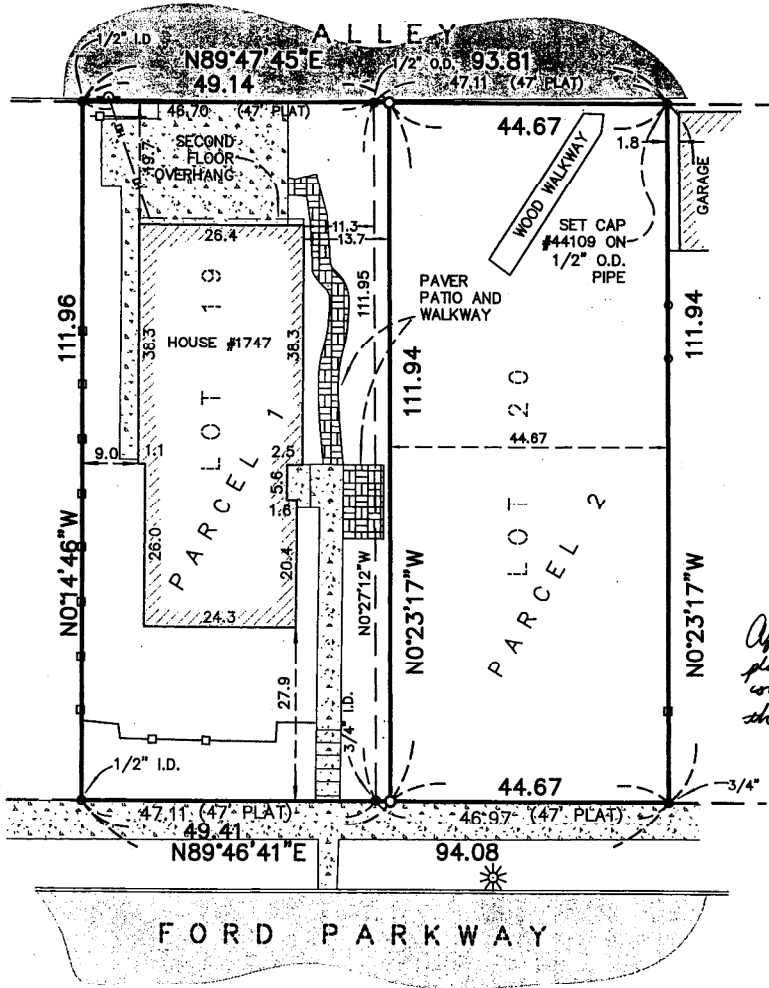 ALLEY
1/2" I.D
N89°47'45"E
1/2" O.D.
93.81
49.14
47.11 (47' PLAT)
46.70 (47' PLAT)
44.67
SECOND
FLOOR
OVERHANG
19.7
1.8
GARAGE
WOOD WALKWAY
SET CAP
#44109 ON
1/2" O.D.
PIPE
11.3
13.7
26.4
PAVER
PATIO AND
WALKWAY
111.96
38.3
HOUSE #1747
38.3
111.95
111.94
111.94
LOT 19
PARCEL 1
LOT 20
PARCEL 2
44.67
9.0
1.1
2.5
5.6
1.6
26.0
20.4
24.3
N0°14'46"W
N0°27'12"W
N0°23'17"W
N0°23'17"W
27.9
3/4" I.D.
1/2" I.D.
44.67
3/4"
47.11 (47' PLAT)
46.97 (47' PLAT)
49.41
N89°46'41"E
94.08
FORD PARKWAY